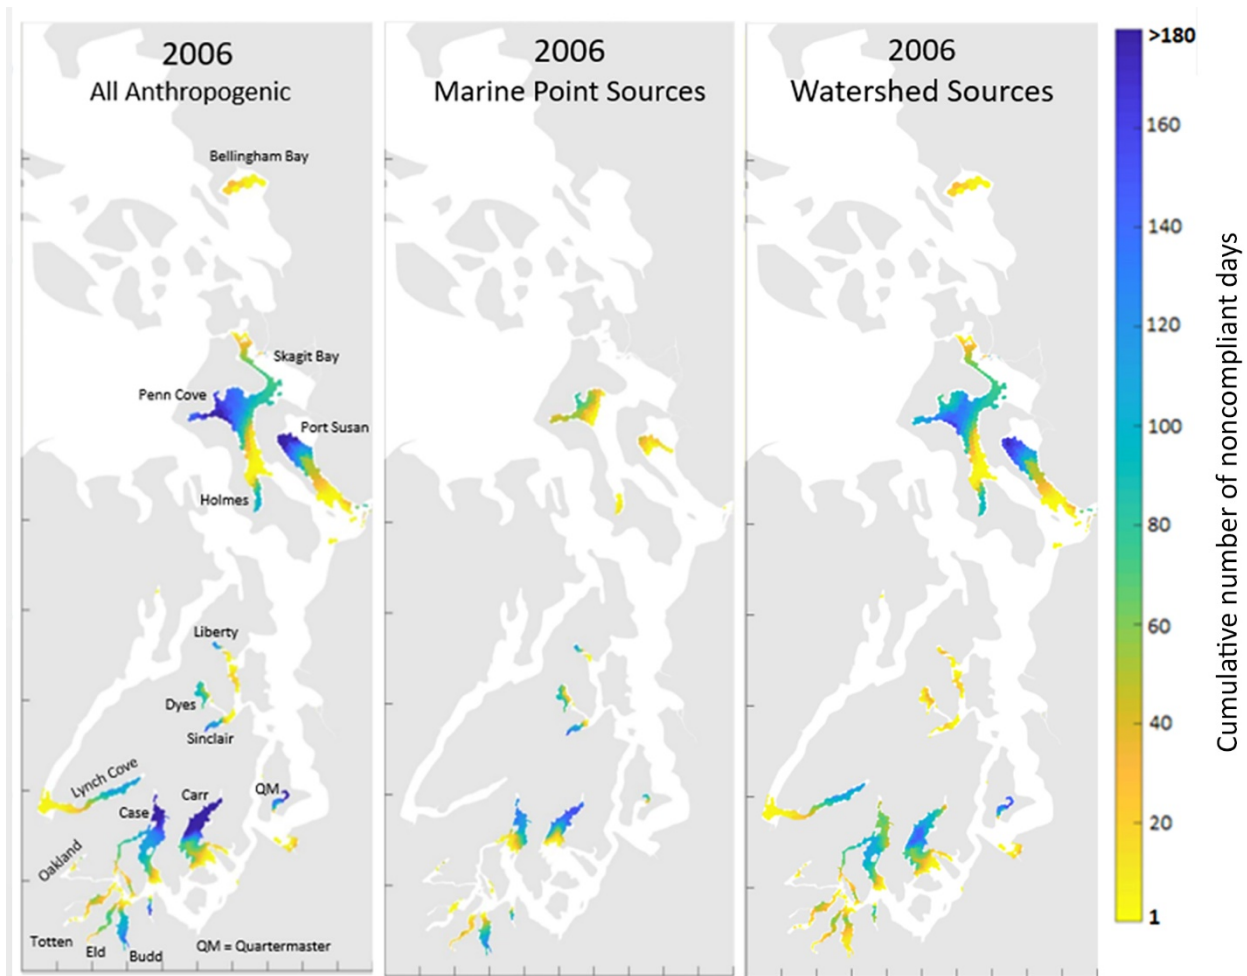 2006
All Anthropogenic
Bellingham Bay
Skagit Bay
Penn Cove
Port Susan
Holmes
Liberty
Dyes
Sinclair
Lynch Cove
Case
Carr
QM
Oakland
Totten
Eld
Budd
QM = Quartermaster
2006
Marine Point Sources
2006
Watershed Sources
>180
160
140
120
100
80
60
40
20
1
Cumulative number of noncompliant days